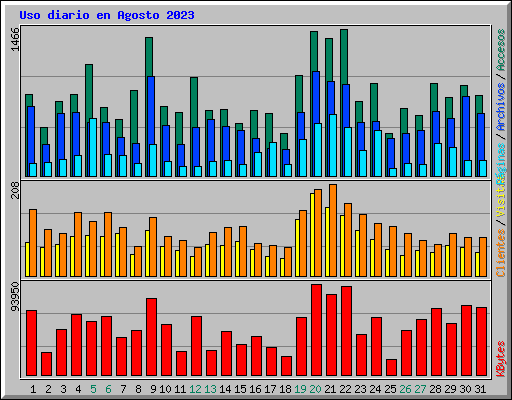 Uso diario en Agosto 2023
1466
208
93950
Clientes / Visitas
Páginas / Archivos / Accesos
KBytes
1 2 3 4 5 6 7 8 9 10 11 12 13 14 15 16 17 18 19 20 21 22 23 24 25 26 27 28 29 30 31